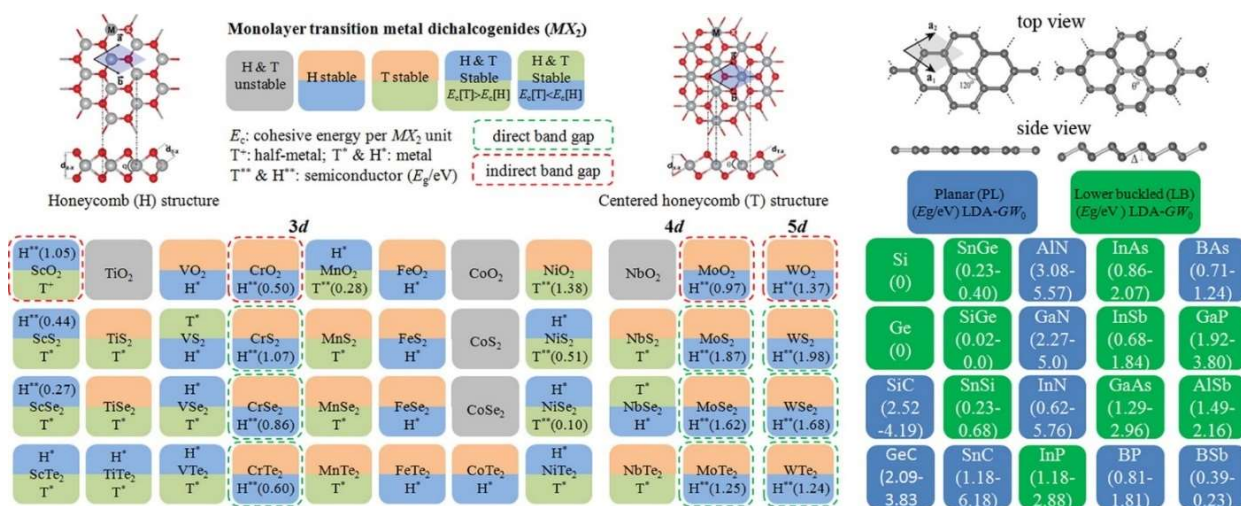 Monolayer transition metal dichalcogenides (MX₂)
M
a
b
H & T
unstable
H stable
T stable
H & T
Stable
Ec[T]>Ec[H]
H & T
Stable
Ec[T]<Ec[H]
Ec: cohesive energy per MX₂ unit
T⁺: half-metal; T* & H*: metal
T** & H**: semiconductor (Eg/eV)
direct band gap
indirect band gap
Honeycomb (H) structure
M
a
b
Centered honeycomb (T) structure
3d
4d
5d
H**(1.05)
ScO₂
T⁺
TiO₂
VO₂
H*
CrO₂
H**(0.50)
H*
MnO₂
T**(0.28)
FeO₂
H*
CoO₂
NiO₂
T**(1.38)
NbO₂
MoO₂
H**(0.97)
WO₂
H**(1.37)
H**(0.44)
ScS₂
T*
TiS₂
T*
T*
VS₂
H*
CrS₂
H**(1.07)
MnS₂
T*
FeS₂
H*
CoS₂
H*
NiS₂
T**(0.51)
NbS₂
T*
MoS₂
H**(1.87)
WS₂
H**(1.98)
H**(0.27)
ScSe₂
T*
TiSe₂
T*
H*
VSe₂
T*
CrSe₂
H**(0.86)
MnSe₂
T*
FeSe₂
H*
CoSe₂
H*
NiSe₂
T**(0.10)
T*
NbSe₂
H*
MoSe₂
H**(1.62)
WSe₂
H**(1.68)
H*
ScTe₂
T*
H*
TiTe₂
T*
H*
VTe₂
T*
CrTe₂
H**(0.60)
MnTe₂
T*
FeTe₂
H*
CoTe₂
H*
H*
NiTe₂
T*
NbTe₂
T*
MoTe₂
H**(1.25)
WTe₂
H**(1.24)
top view
a₂
a₁
120°
θ°
side view
Δ
Planar (PL)
(Eg/eV) LDA-GW₀
Lower buckled (LB)
(Eg/eV) LDA-GW₀
Si
(0)
SnGe
(0.23-
0.40)
AlN
(3.08-
5.57)
InAs
(0.86-
2.07)
BAs
(0.71-
1.24)
Ge
(0)
SiGe
(0.02-
0.0)
GaN
(2.27-
5.0)
InSb
(0.68-
1.84)
GaP
(1.92-
3.80)
SiC
(2.52
-4.19)
SnSi
(0.23-
0.68)
InN
(0.62-
5.76)
GaAs
(1.29-
2.96)
AlSb
(1.49-
2.16)
GeC
(2.09-
3.83
SnC
(1.18-
6.18)
InP
(1.18-
2.88)
BP
(0.81-
1.81)
BSb
(0.39-
0.23)